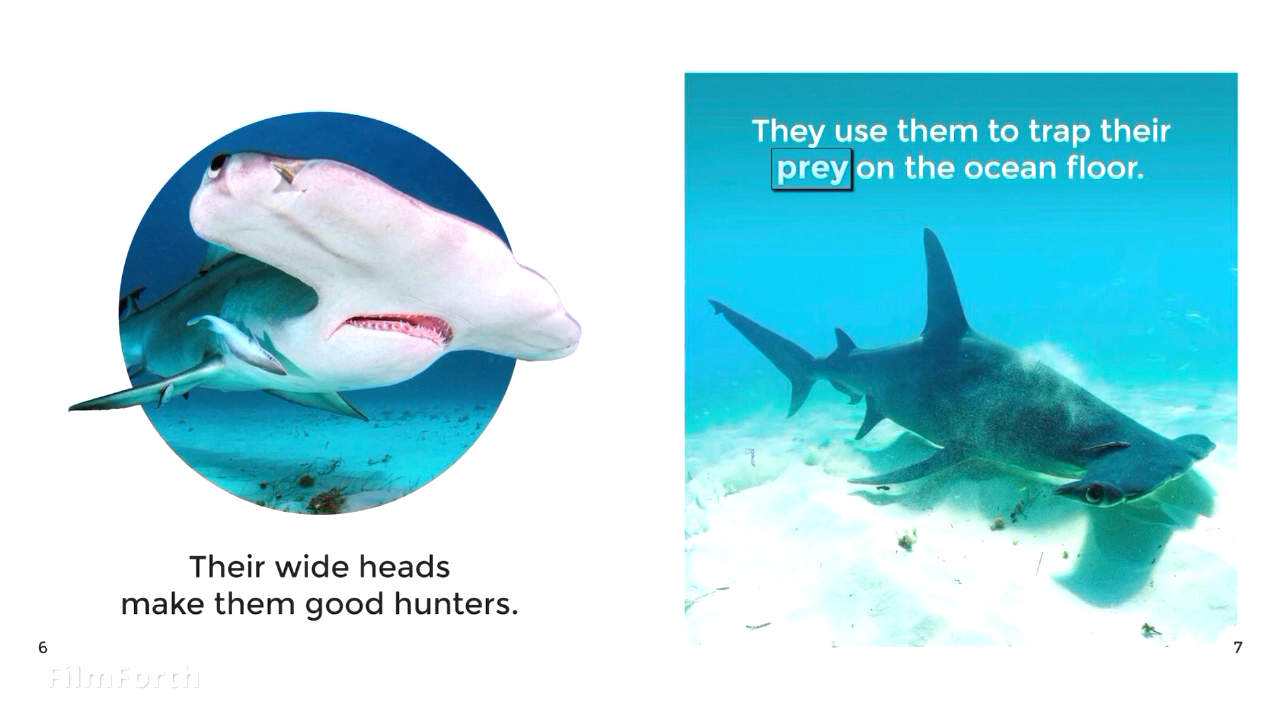 Their wide heads
make them good hunters.
6
FilmForth
They use them to trap their
prey on the ocean floor.
7